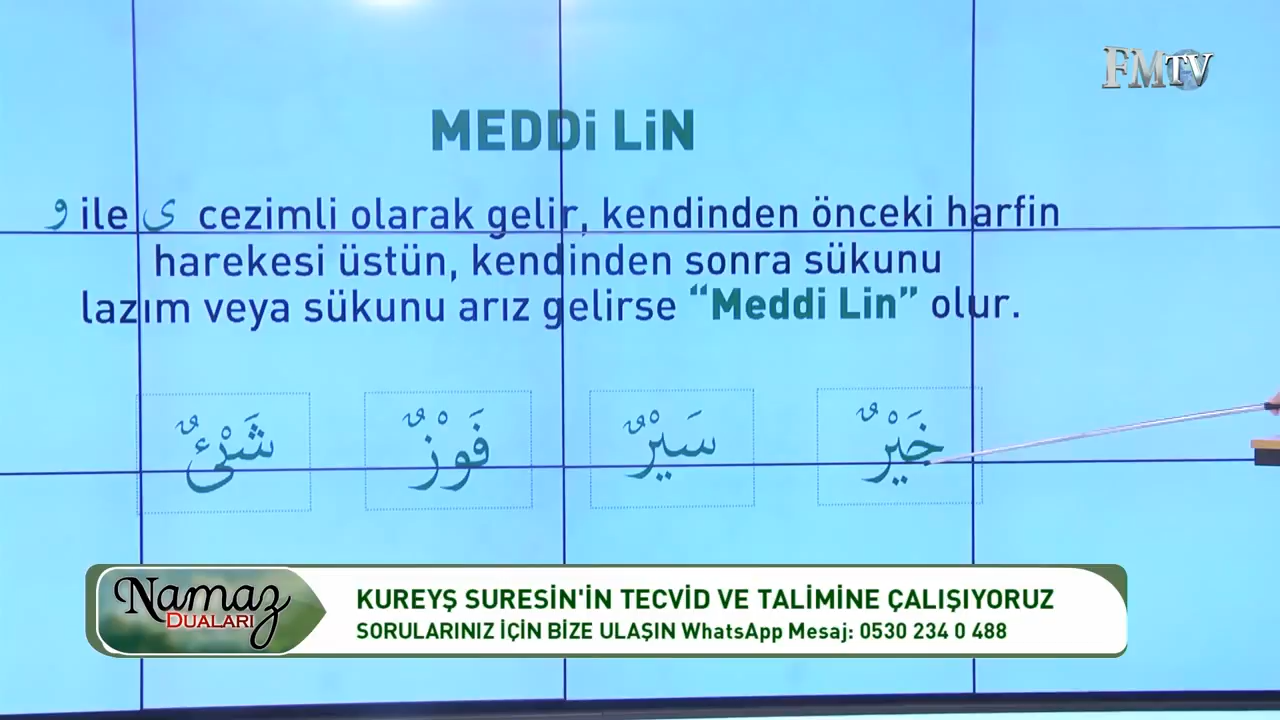 FMTV
MEDDi LiN
و ile ى cezimli olarak gelir, kendinden önceki harfin
harekesi üstün, kendinden sonra sükunu
lazım veya sükunu arız gelirse “Meddi Lin” olur.
خَيْرٌ سَيْرٌ فَوْزٌ شَىْئٌ
Namaz
DUALARI
KUREYŞ SURESİN'İN TECVİD VE TALİMİNE ÇALIŞIYORUZ
SORULARINIZ İÇİN BİZE ULAŞIN WhatsApp Mesaj: 0530 234 0 488